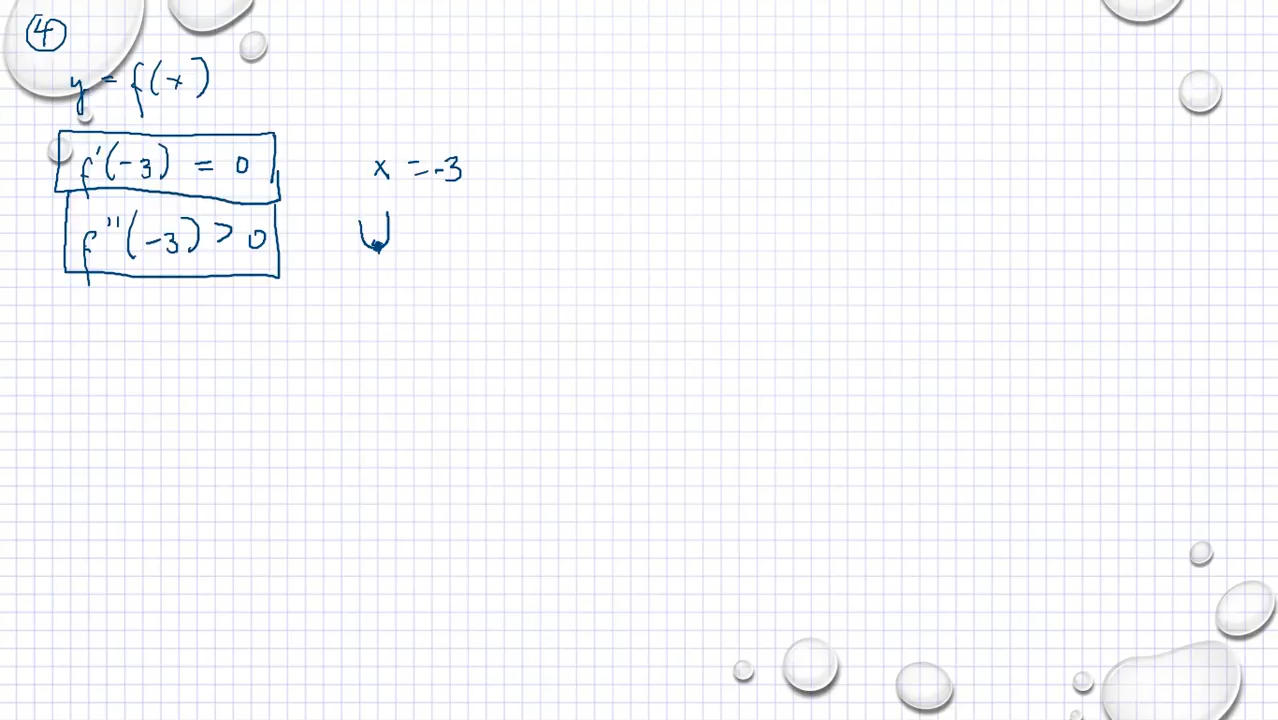 ④
y = f(x)
f'(-3) = 0
x = -3
f''(-3) > 0